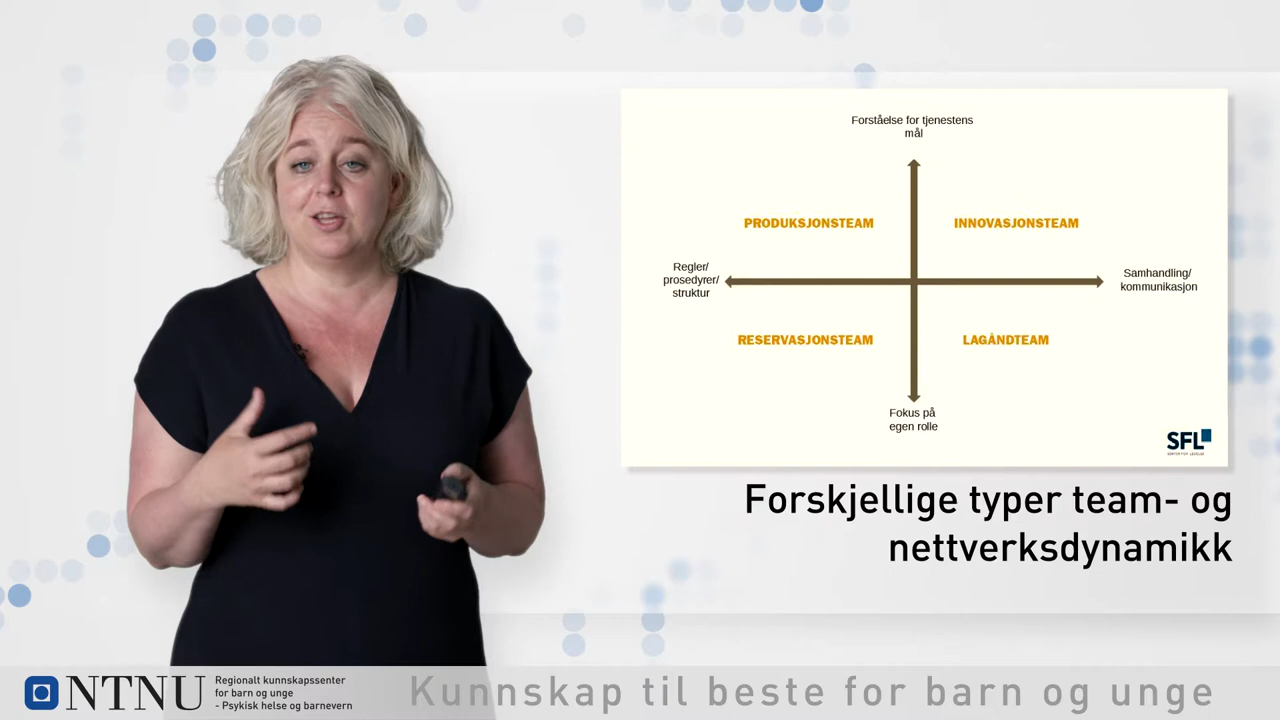 Forståelse for tjenestens
mål
PRODUKSJONSTEAM
INNOVASJONSTEAM
Regler/
prosedyrer/
struktur
Samhandling/
kommunikasjon
RESERVASJONSTEAM
LAGÅNDTEAM
Fokus på
egen rolle
SFL
Forskjellige typer team- og
nettverksdynamikk
NTNU
Regionalt kunnskapssenter
for barn og unge
- Psykisk helse og barnevern
Kunnskap til beste for barn og unge